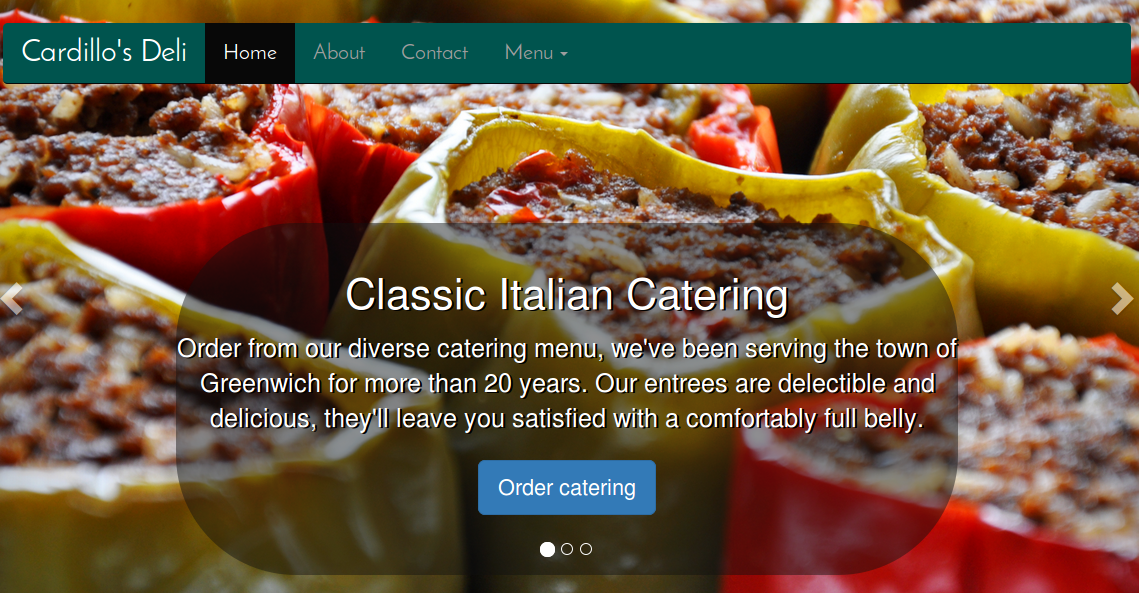 Cardillo's Deli Home About Contact Menu
Classic Italian Catering
Order from our diverse catering menu, we've been serving the town of
Greenwich for more than 20 years. Our entrees are delectible and
delicious, they'll leave you satisfied with a comfortably full belly.
Order catering